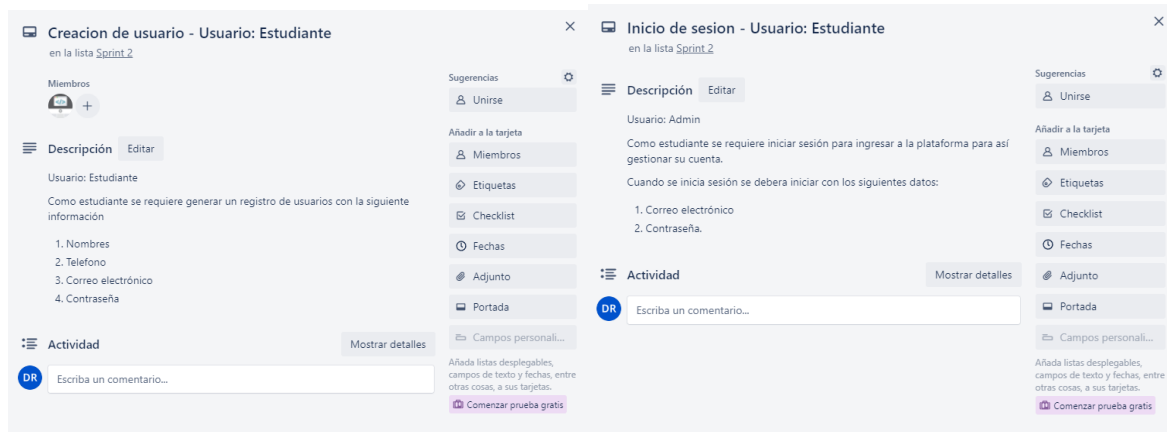 Creacion de usuario - Usuario: Estudiante
en la lista Sprint 2
Miembros
Descripción
Editar
Usuario: Estudiante
Como estudiante se requiere generar un registro de usuarios con la siguiente
información
1. Nombres
2. Telefono
3. Correo electrónico
4. Contraseña
Actividad
Mostrar detalles
DR
Escriba un comentario...
Sugerencias
Unirse
Añadir a la tarjeta
Miembros
Etiquetas
Checklist
Fechas
Adjunto
Portada
Campos personali...
Añada listas desplegables,
campos de texto y fechas, entre
otras cosas, a sus tarjetas.
Comenzar prueba gratis
Inicio de sesion - Usuario: Estudiante
en la lista Sprint 2
Descripción
Editar
Usuario: Admin
Como estudiante se requiere iniciar sesión para ingresar a la plataforma para así
gestionar su cuenta.
Cuando se inicia sesión se debera iniciar con los siguientes datos:
1. Correo electrónico
2. Contraseña.
Actividad
Mostrar detalles
DR
Escriba un comentario...
Sugerencias
Unirse
Añadir a la tarjeta
Miembros
Etiquetas
Checklist
Fechas
Adjunto
Portada
Campos personali...
Añada listas desplegables,
campos de texto y fechas, entre
otras cosas, a sus tarjetas.
Comenzar prueba gratis